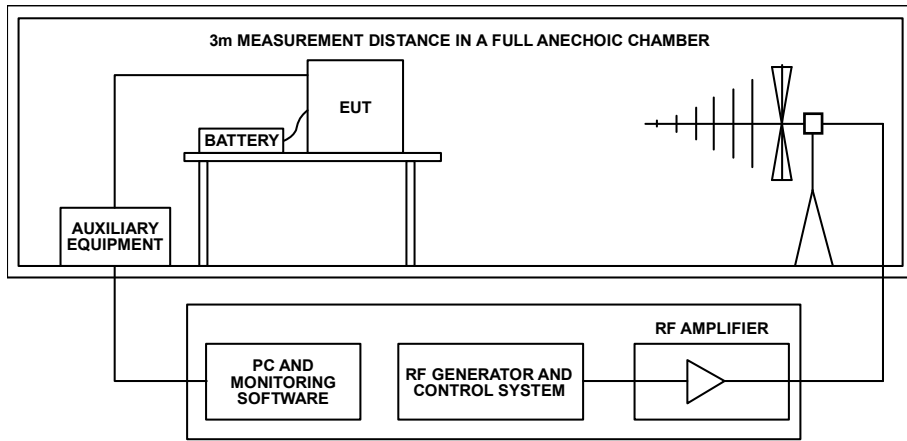 3m MEASUREMENT DISTANCE IN A FULL ANECHOIC CHAMBER
EUT
BATTERY
AUXILIARY
EQUIPMENT
RF AMPLIFIER
PC AND
MONITORING
SOFTWARE
RF GENERATOR AND
CONTROL SYSTEM